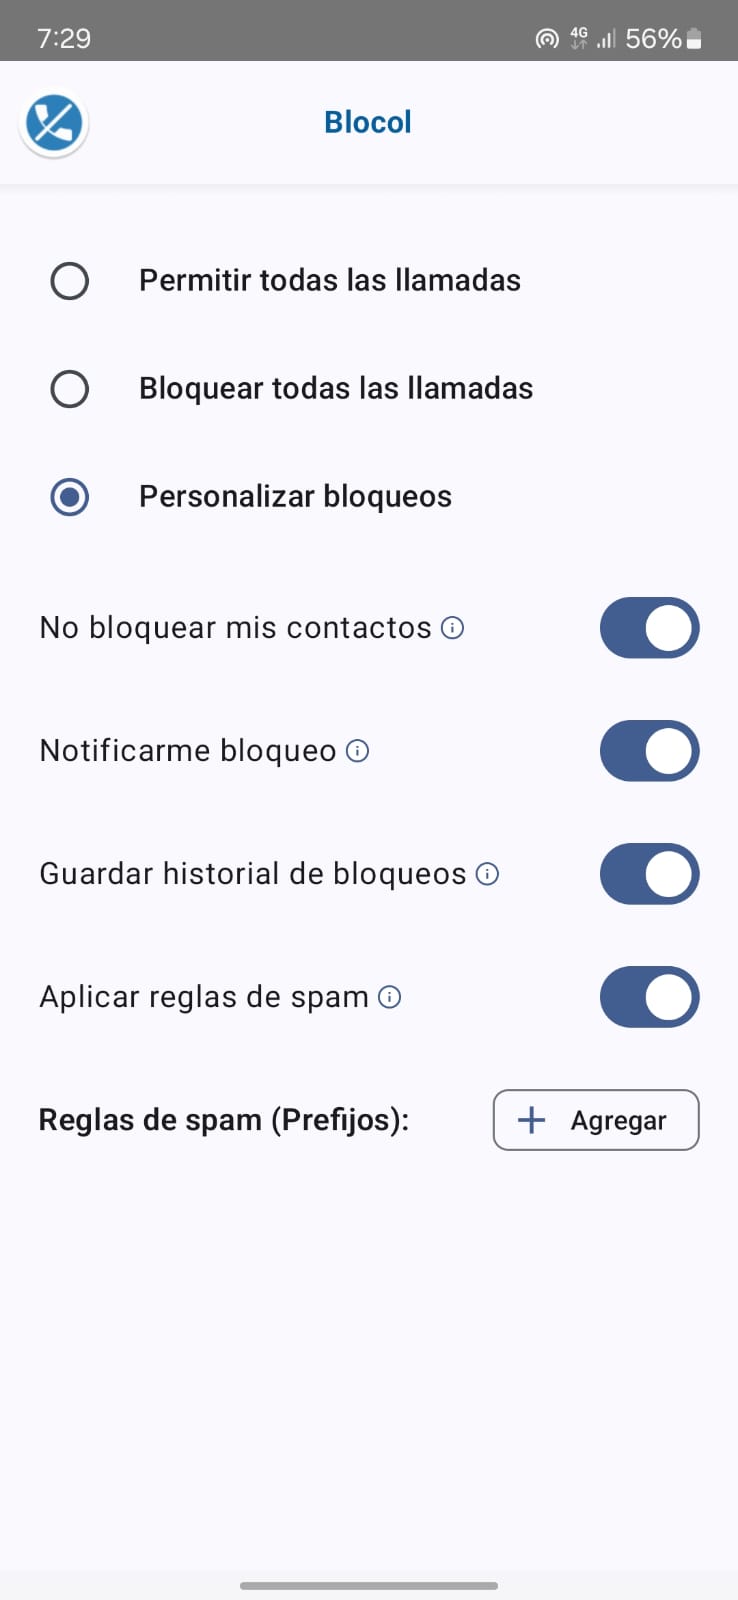 7:29
4G 56%
Blocol
Permitir todas las llamadas
Bloquear todas las llamadas
Personalizar bloqueos
No bloquear mis contactos
Notificarme bloqueo
Guardar historial de bloqueos
Aplicar reglas de spam
Reglas de spam (Prefijos):
+ Agregar